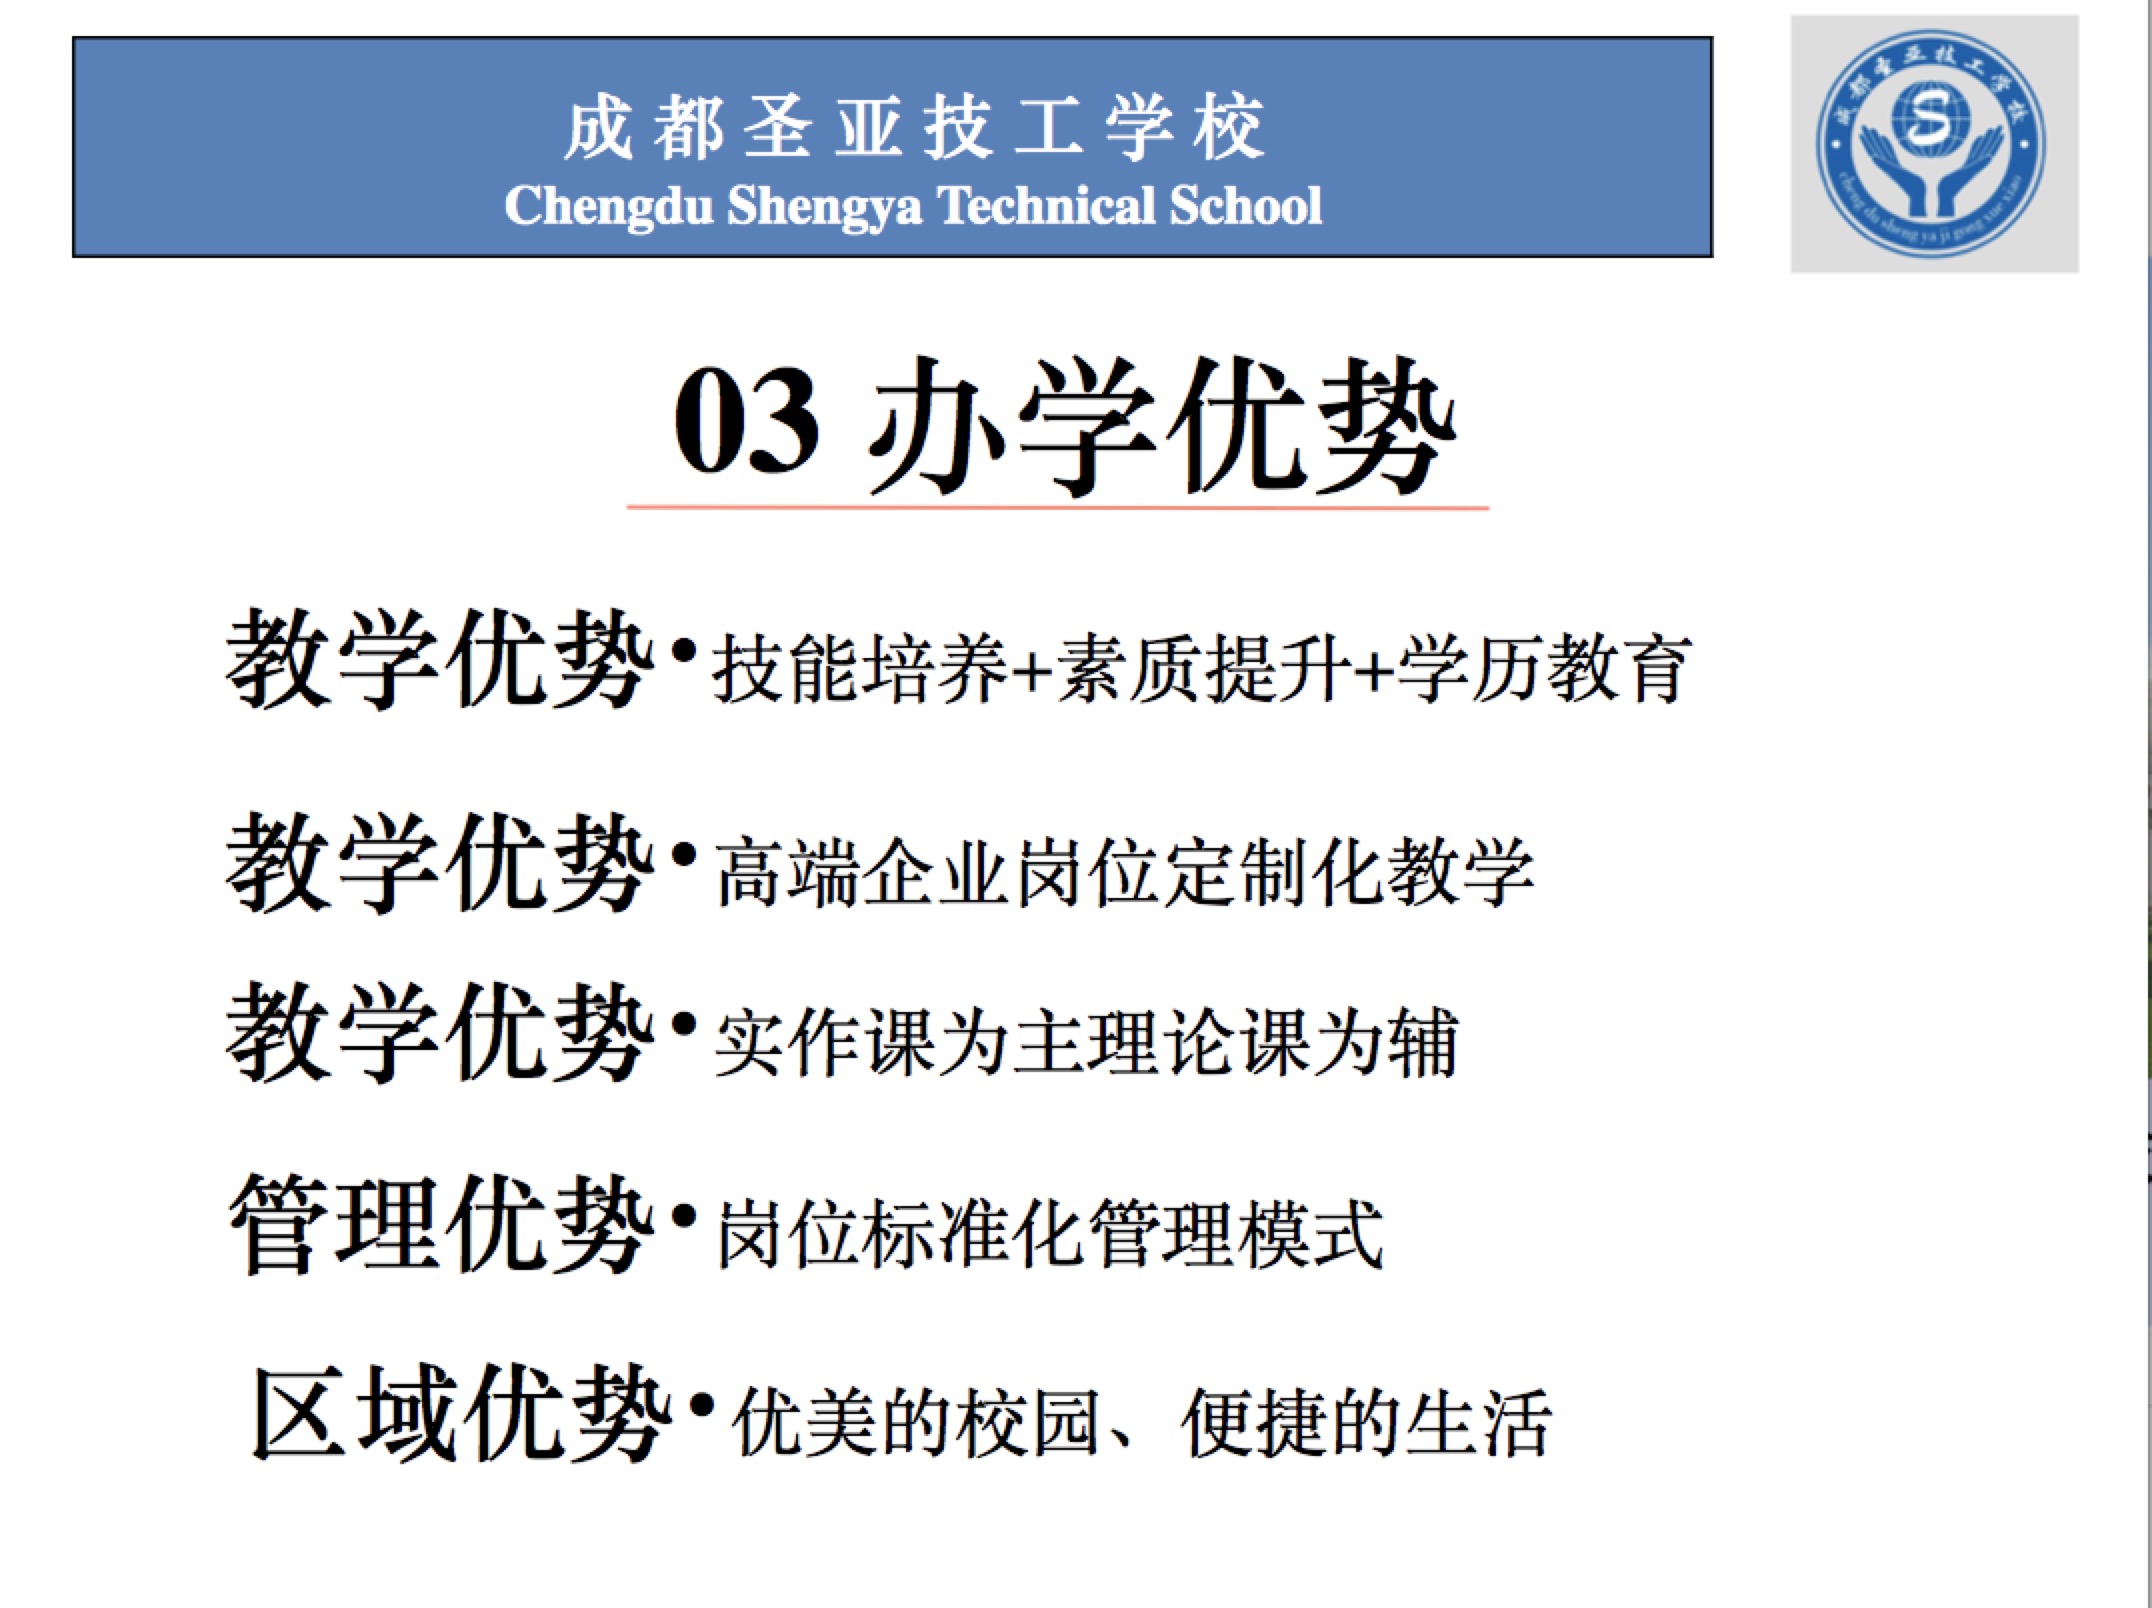 成都圣亚技工学校
Chengdu Shengya Technical School
成都圣亚技工学校
S
cheng du sheng ya ji gong xue xiao
03 办学优势
教学优势•技能培养+素质提升+学历教育
教学优势•高端企业岗位定制化教学
教学优势•实作课为主理论课为辅
管理优势•岗位标准化管理模式
区域优势•优美的校园、便捷的生活